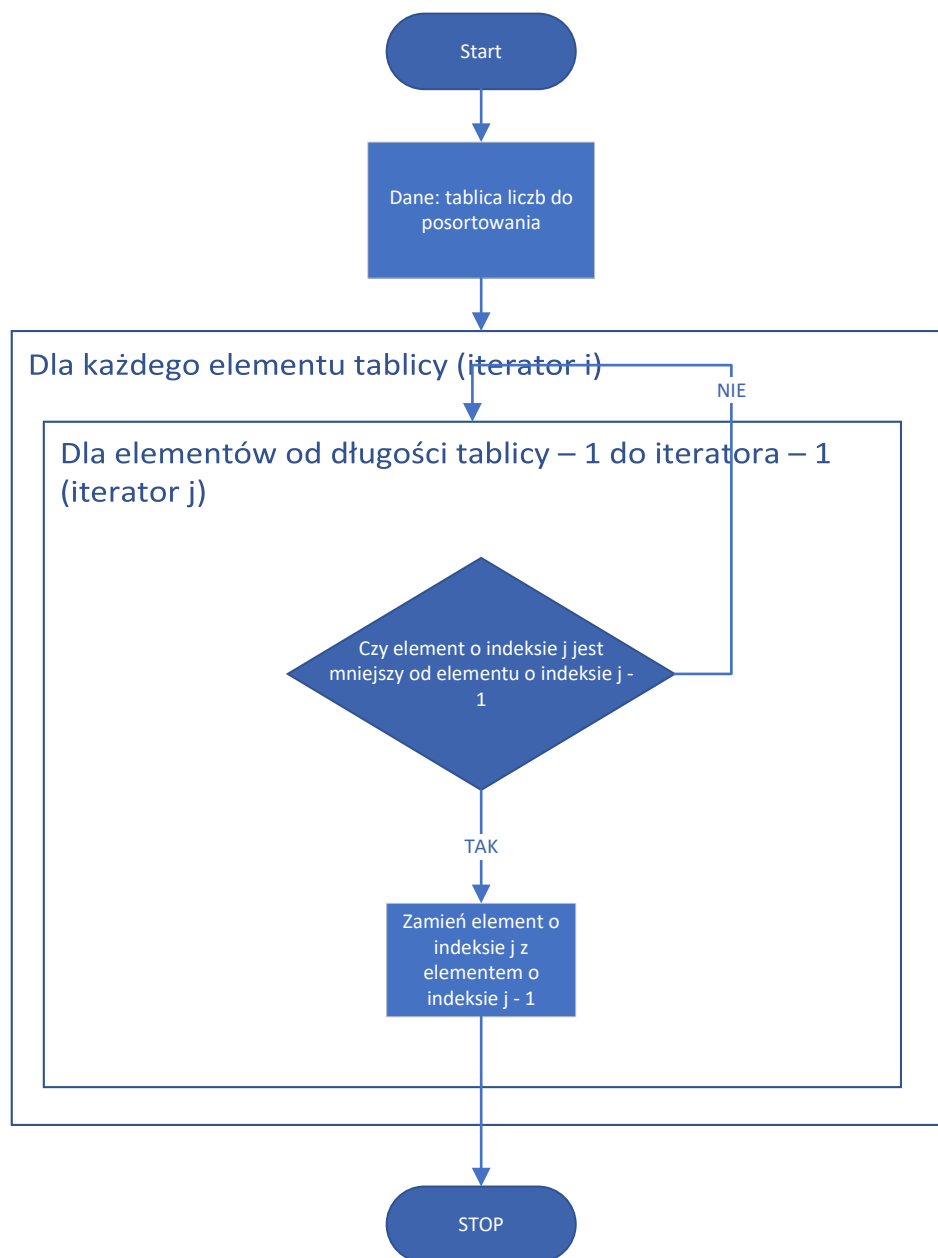 Start
Dane: tablica liczb do
posortowania
Dla każdego elementu tablicy (iterator i)
NIE
Dla elementów od długości tablicy – 1 do iteratora – 1
(iterator j)
Czy element o indeksie j jest
mniejszy od elementu o indeksie j -
1
TAK
Zamień element o
indeksie j z
elementem o
indeksie j - 1
STOP